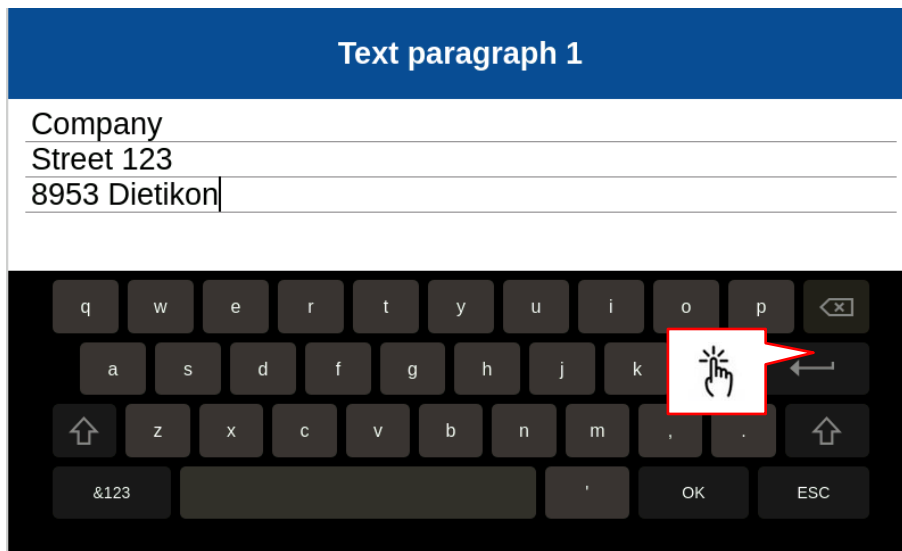 Text paragraph 1
Company
Street 123
8953 Dietikon
q w e r t y u i o p
a s d f g h j k
z x c v b n m , .
&123 ' OK ESC